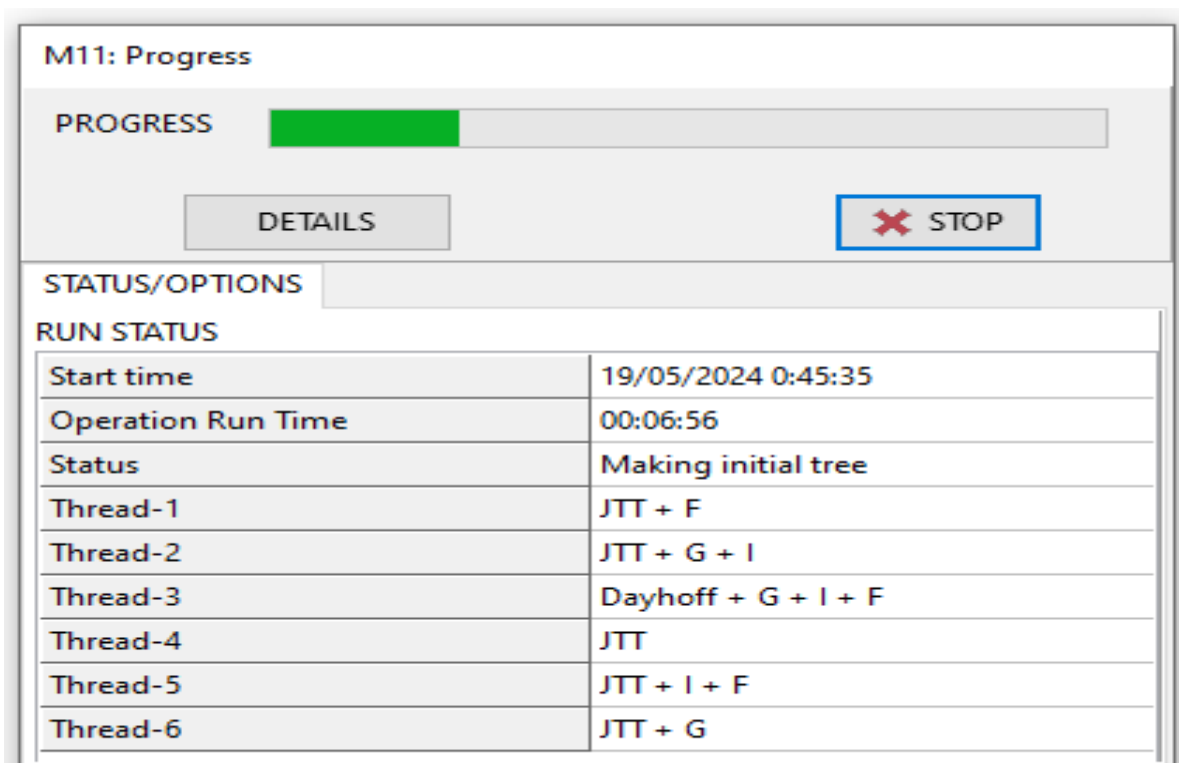 M11: Progress
PROGRESS
DETAILS STOP
STATUS/OPTIONS
RUN STATUS
Start time 19/05/2024 0:45:35
Operation Run Time 00:06:56
Status Making initial tree
Thread-1 JTT + F
Thread-2 JTT + G + I
Thread-3 Dayhoff + G + I + F
Thread-4 JTT
Thread-5 JTT + I + F
Thread-6 JTT + G